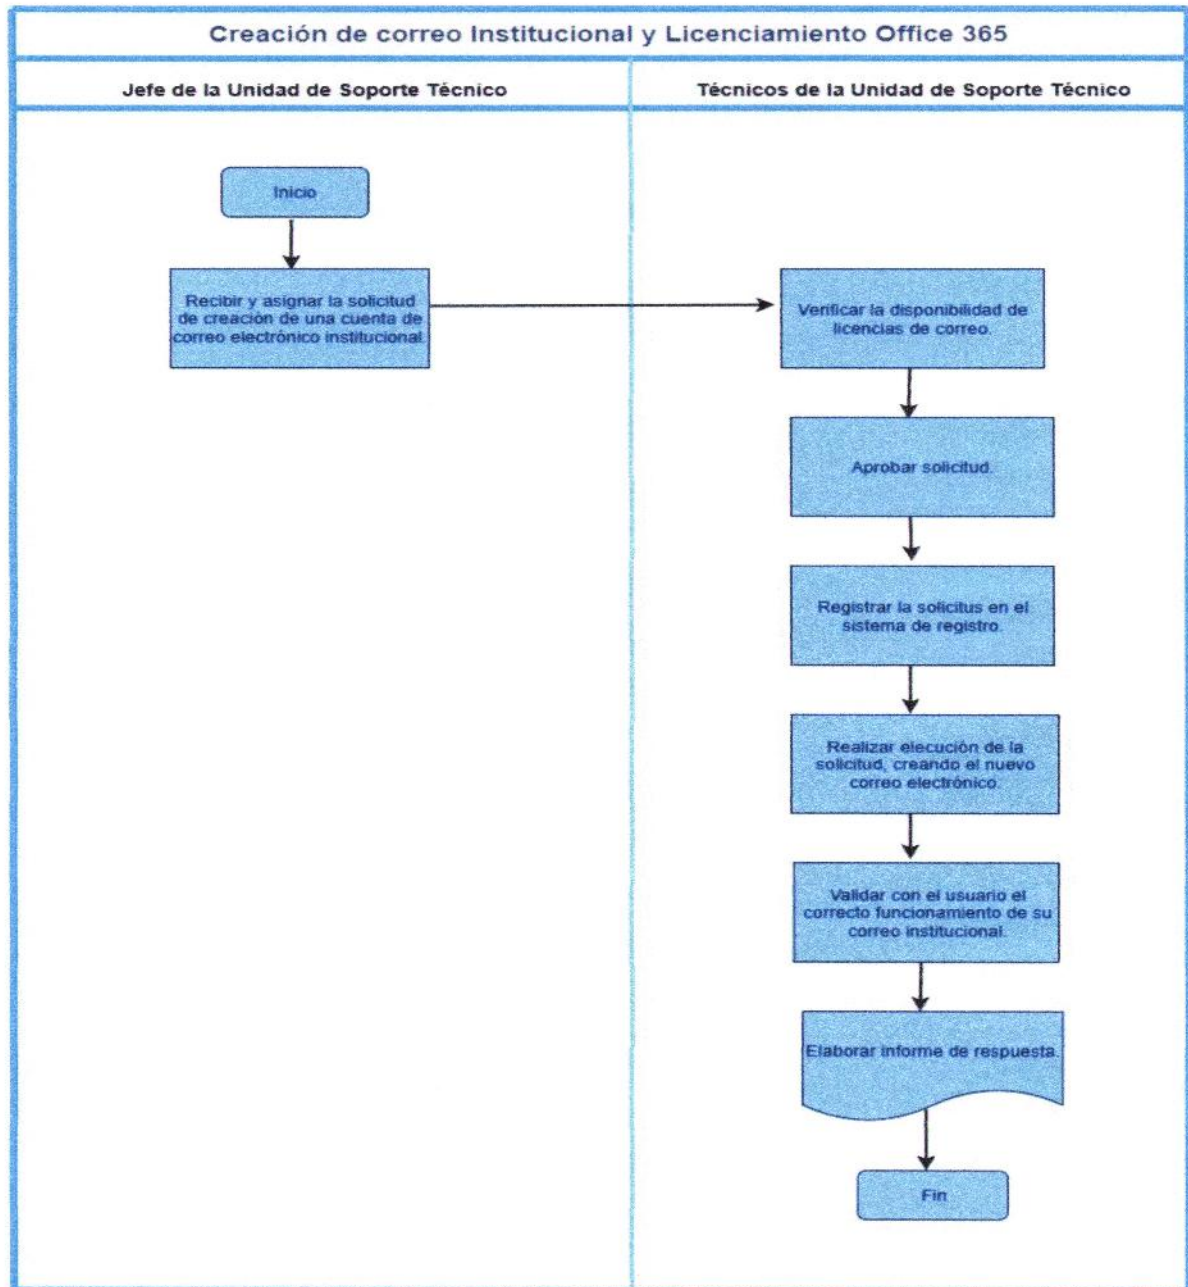 Creación de correo Institucional y Licenciamiento Office 365
Jefe de la Unidad de Soporte Técnico
Técnicos de la Unidad de Soporte Técnico
Inicio
Recibir y asignar la solicitud
de creación de una cuenta de
correo electrónico institucional.
Verificar la disponibilidad de
licencias de correo.
Aprobar solicitud.
Registrar la solicitus en el
sistema de registro.
Realizar elecución de la
solicitud, creando el nuevo
correo electrónico.
Validar con el usuario el
correcto funcionamiento de su
correo institucional.
Elaborar informe de respuesta.
Fin